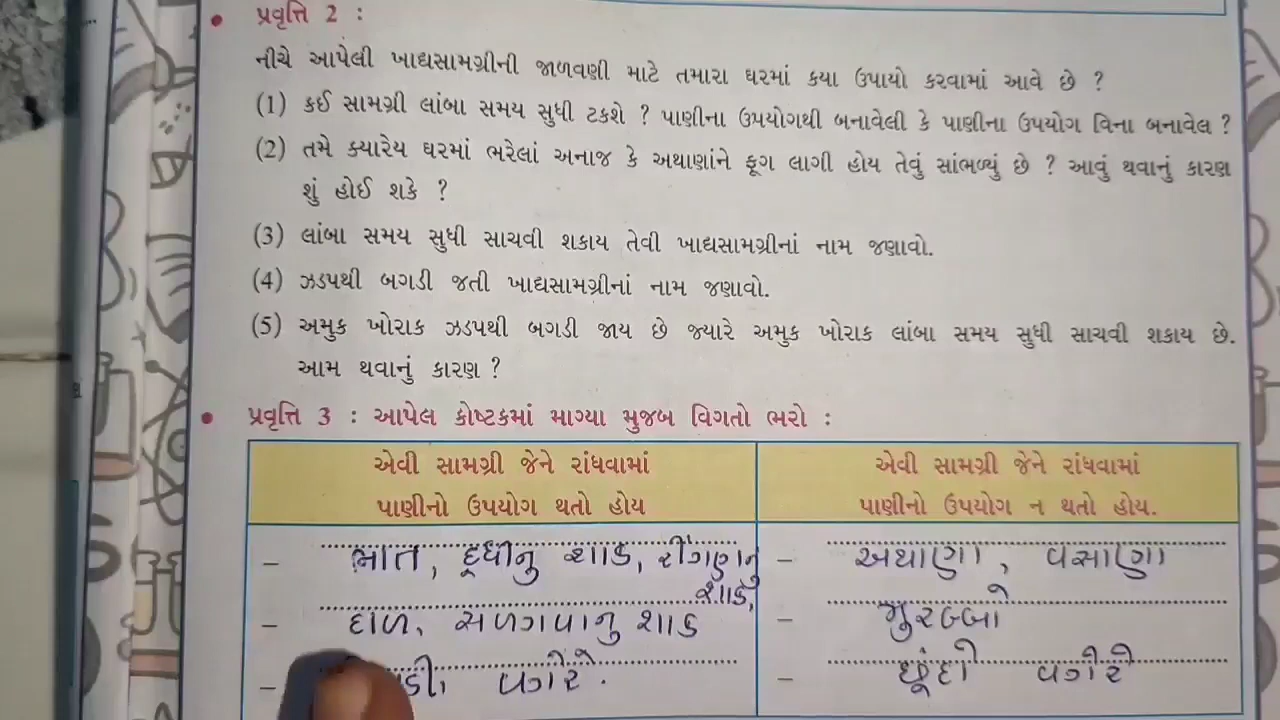 પ્રવૃત્તિ 2 :
નીચે આપેલી ખાદ્યસામગ્રીની જાળવણી માટે તમારા ઘરમાં કયા ઉપાયો કરવામાં આવે છે ?
(1) કઈ સામગ્રી લાંબા સમય સુધી ટકશે ? પાણીના ઉપયોગથી બનાવેલી કે પાણીના ઉપયોગ વિના બનાવેલ ?
(2) તમે ક્યારેય ઘરમાં ભરેલાં અનાજ કે અથાણાંને ફૂગ લાગી હોય તેવું સાંભળ્યું છે ? આવું થવાનું કારણ
શું હોઈ શકે ?
(3) લાંબા સમય સુધી સાચવી શકાય તેવી ખાદ્યસામગ્રીનાં નામ જણાવો.
(4) ઝડપથી બગડી જતી ખાદ્યસામગ્રીનાં નામ જણાવો.
(5) અમુક ખોરાક ઝડપથી બગડી જાય છે જ્યારે અમુક ખોરાક લાંબા સમય સુધી સાચવી શકાય છે.
આમ થવાનું કારણ ?
પ્રવૃત્તિ 3 : આપેલ કોષ્ટકમાં માગ્યા મુજબ વિગતો ભરો :
એવી સામગ્રી જેને રાંધવામાં
પાણીનો ઉપયોગ થતો હોય
એવી સામગ્રી જેને રાંધવામાં
પાણીનો ઉપયોગ ન થતો હોય.
- ભાત, દૂધીનુ શાક, રીંગણનુ
શાક,
- દાળ, સળગવાનુ શાક
- વગેરે.
- અથાણા, વસાણા
- મુરબ્બો
- છૂંદો વગેરે